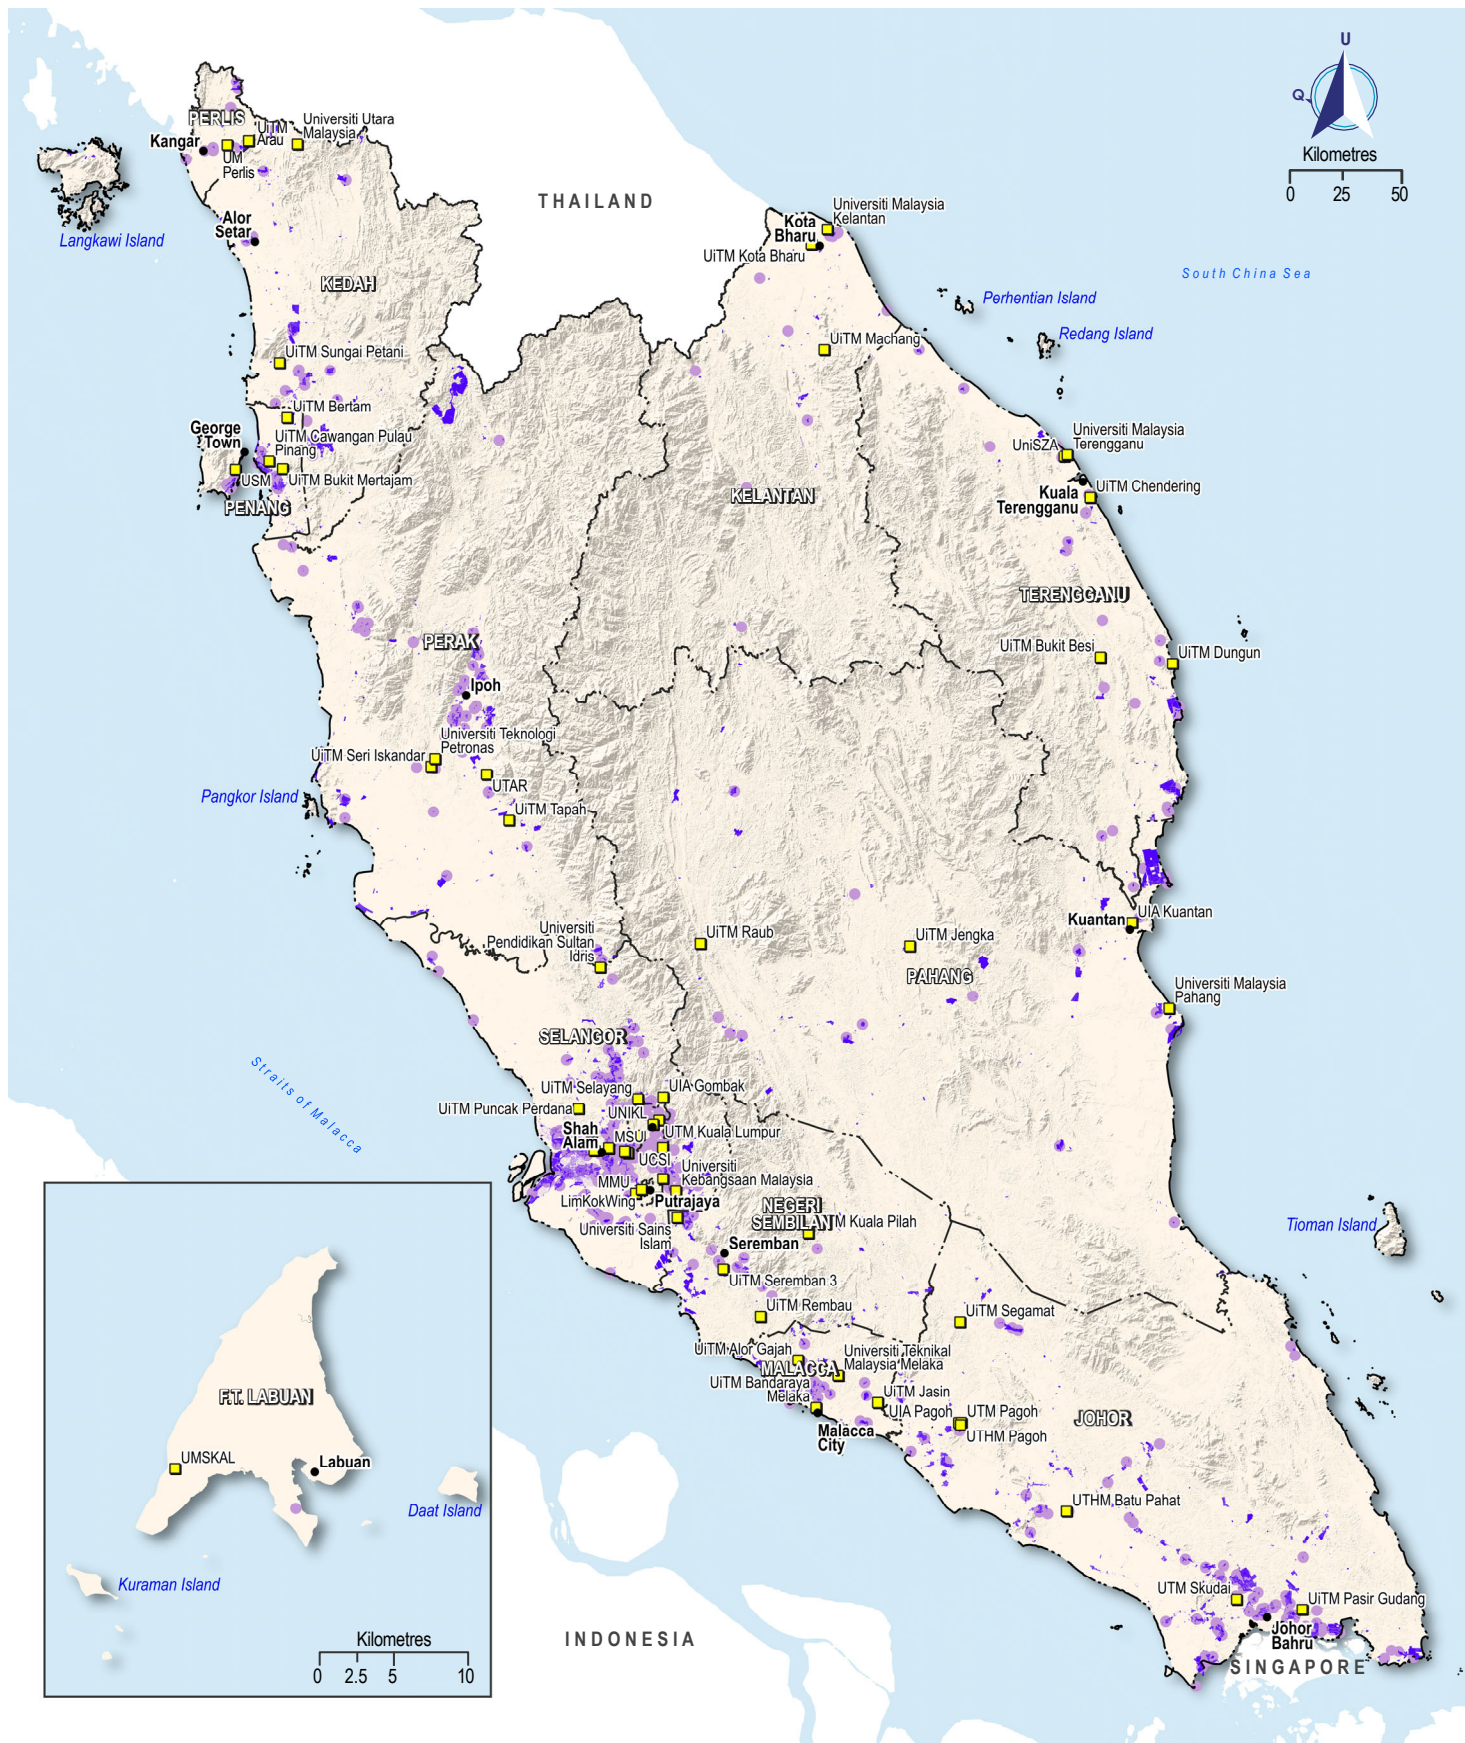 U
Q
Kilometres
0 25 50
PERLIS
Kangar
UiTM
Arau
Universiti Utara
Malaysia
UM
Perlis
Langkawi Island
Alor
Setar
KEDAH
THAILAND
Universiti Malaysia
Kelantan
Kota
Bharu
UiTM Kota Bharu
South China Sea
Perhentian Island
Redang Island
UiTM Machang
UiTM Sungai Petani
UiTM Bertam
George
Town
UiTM Cawangan Pulau
Pinang
USM
UiTM Bukit Mertajam
PENANG
KELANTAN
Universiti Malaysia
Terengganu
UniSZA
UiTM Chendering
Kuala
Terengganu
TERENGGANU
UiTM Bukit Besi
UiTM Dungun
PERAK
Ipoh
Universiti Teknologi
Petronas
UiTM Seri Iskandar
UTAR
UiTM Tapah
Pangkor Island
Universiti
Pendidikan Sultan
Idris
UiTM Raub
UiTM Jengka
PAHANG
Kuantan
UIA Kuantan
Universiti Malaysia
Pahang
SELANGOR
Straits of Malacca
UiTM Selayang
UIA Gombak
UiTM Puncak Perdana
UNIKL
Shah
Alam
MSU
UTM Kuala Lumpur
UCSI
Universiti
Kebangsaan Malaysia
MMU
LimKokWing
Putrajaya
Universiti Sains
Islam
NEGERI
SEMBILAN
M Kuala Pilah
Seremban
UiTM Seremban 3
UiTM Rembau
UiTM Segamat
Tioman Island
UiTM Alor Gajah
Universiti Teknikal
Malaysia Melaka
MALACCA
UiTM Bandaraya
Melaka
UiTM Jasin
UIA Pagoh
UTM Pagoh
UTHM Pagoh
Malacca
City
JOHOR
UTHM Batu Pahat
UTM Skudai
UiTM Pasir Gudang
Johor
Bahru
SINGAPORE
INDONESIA
F.T. LABUAN
UMSKAL
Labuan
Daat Island
Kuraman Island
Kilometres
0 2.5 5 10